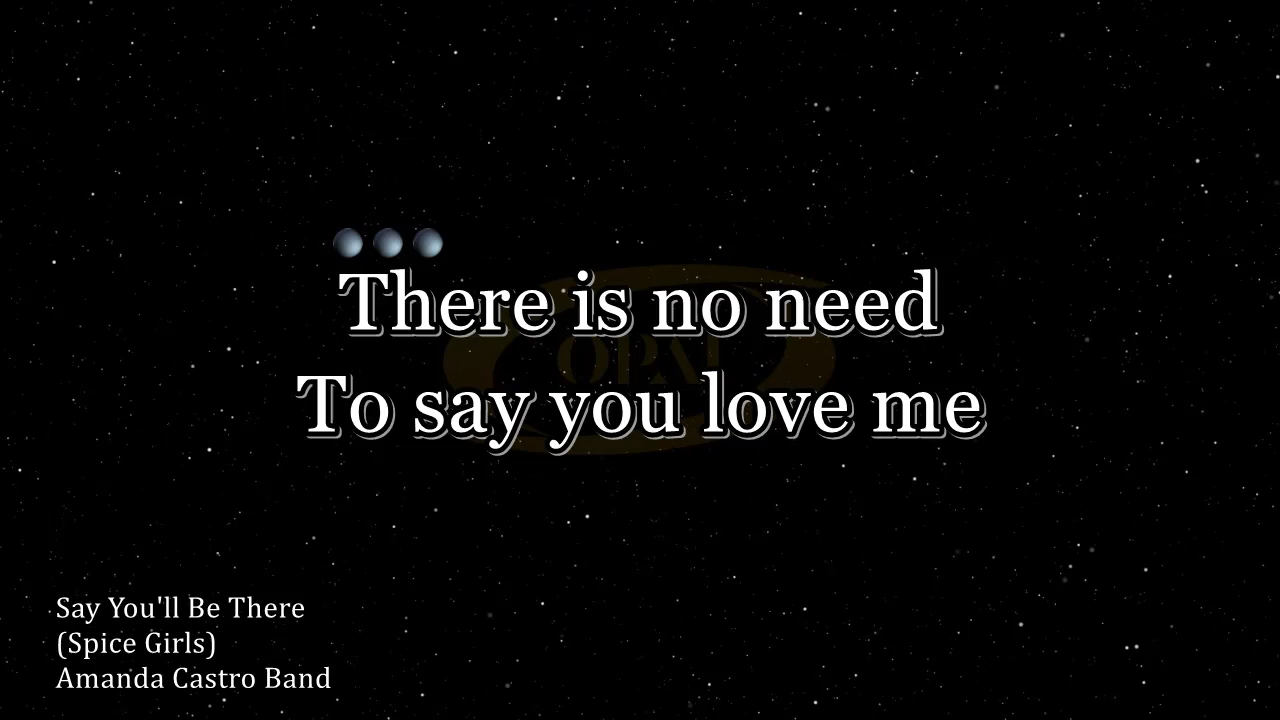 There is no need
To say you love me
OPAL
Say You'll Be There
(Spice Girls)
Amanda Castro Band